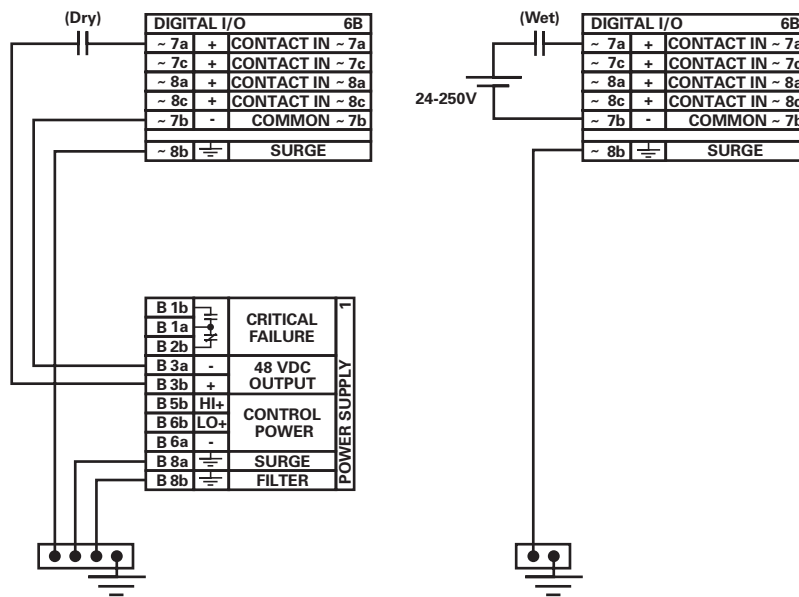 (Dry)
DIGITAL I/O 6B
~ 7a + CONTACT IN ~ 7a
~ 7c + CONTACT IN ~ 7c
~ 8a + CONTACT IN ~ 8a
~ 8c + CONTACT IN ~ 8c
~ 7b - COMMON ~ 7b
~ 8b SURGE
(Wet)
24-250V
DIGITAL I/O 6B
~ 7a + CONTACT IN ~ 7a
~ 7c + CONTACT IN ~ 7c
~ 8a + CONTACT IN ~ 8a
~ 8c + CONTACT IN ~ 8c
~ 7b - COMMON ~ 7b
~ 8b SURGE
B 1b
B 1a
B 2b
CRITICAL
FAILURE
B 3a -
B 3b +
48 VDC
OUTPUT
B 5b HI+
B 6b LO+
B 6a -
CONTROL
POWER
B 8a SURGE
B 8b FILTER
POWER SUPPLY 1